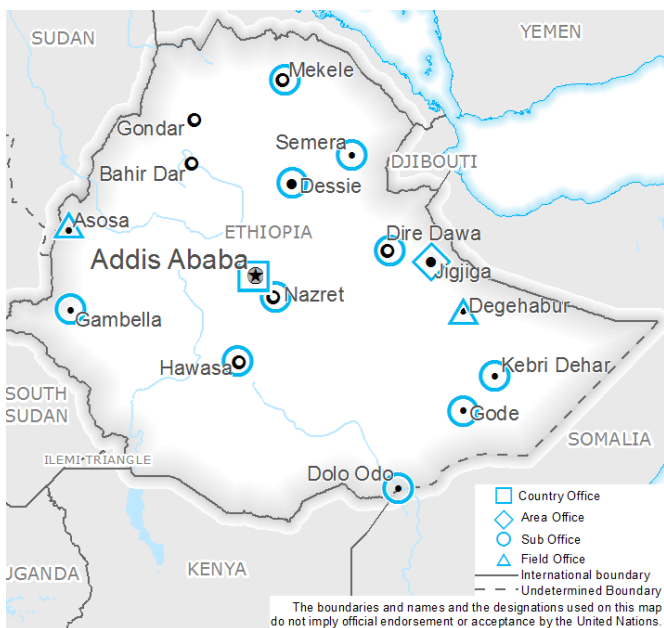 SUDAN
YEMEN
Mekele
Gondar
Semera
DJIBOUTI
Bahir Dar
Dessie
Asosa
ETHIOPIA
Dire Dawa
Addis Ababa
Jigjiga
Nazret
Degehabur
Gambella
Hawasa
Kebri Dehar
SOUTH
SUDAN
Gode
SOMALIA
ILEMI TRIANGLE
Dolo Odo
Country Office
Area Office
Sub Office
Field Office
KENYA
UGANDA
International boundary
Undetermined Boundary
The boundaries and names and the designations used on this map
do not imply official endorsement or acceptance by the United Nations.